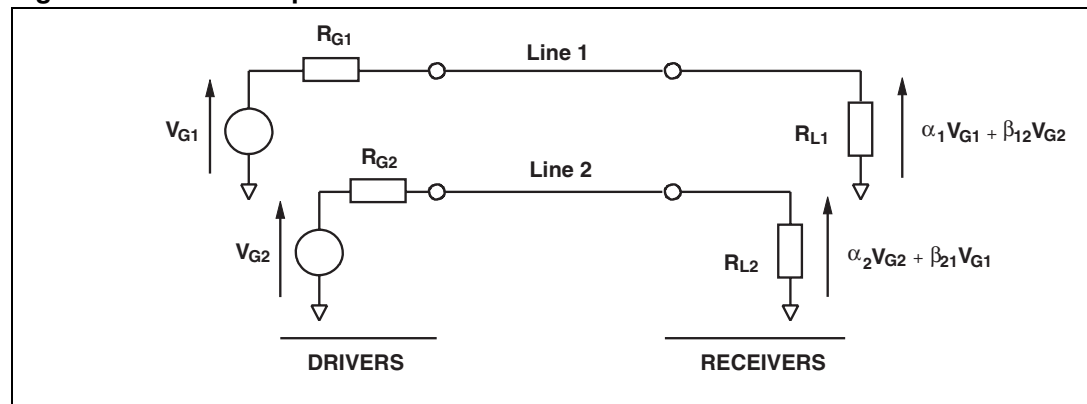 R_G1
Line 1
V_G1
R_L1
α₁V_G1 + β₁₂V_G2
R_G2
Line 2
V_G2
R_L2
α₂V_G2 + β₂₁V_G1
DRIVERS
RECEIVERS